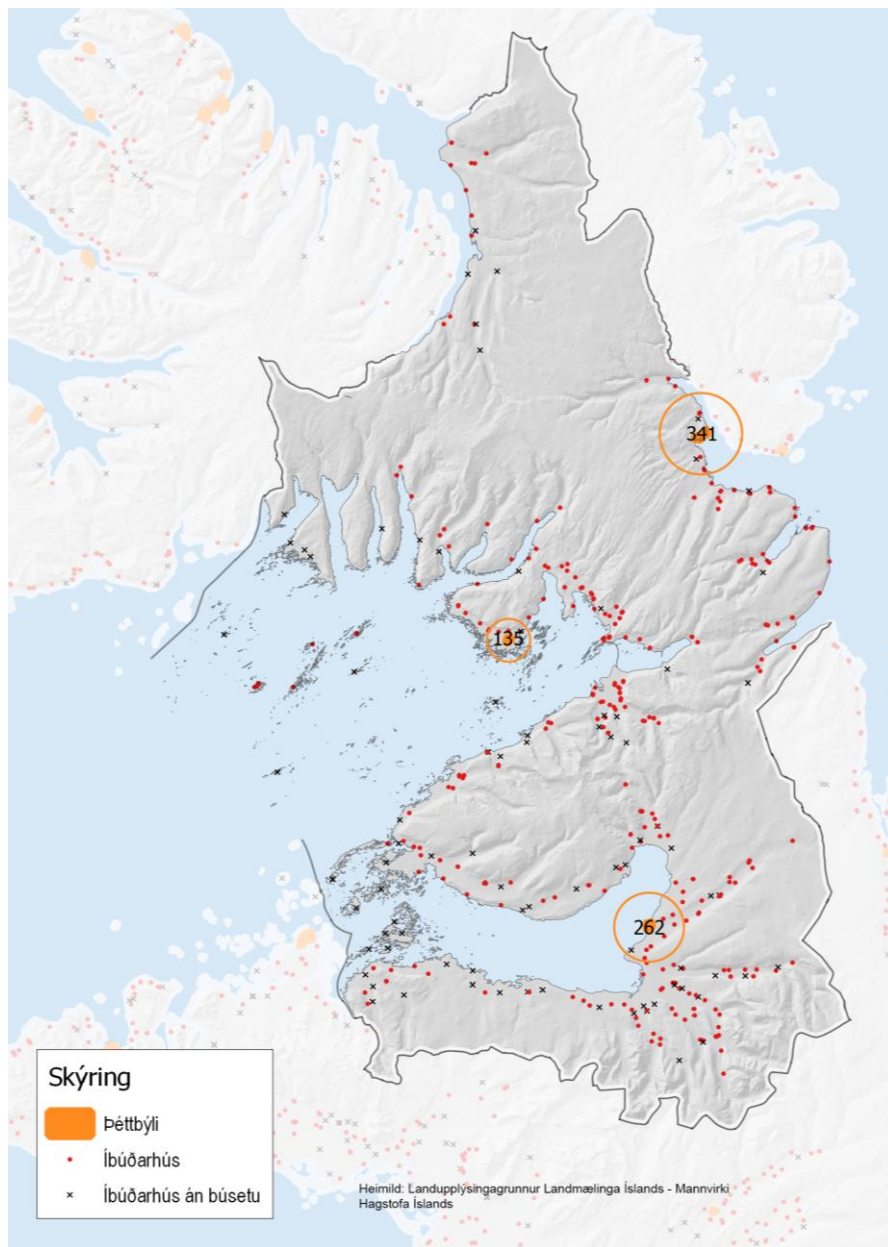 341
135
262
Skýring
Þéttbýli
Íbúðarhús
Íbúðarhús án búsetu
Heimild: Landupplýsingagrunnur Landmælinga Íslands - Mannvirki
Hagstofa Íslands